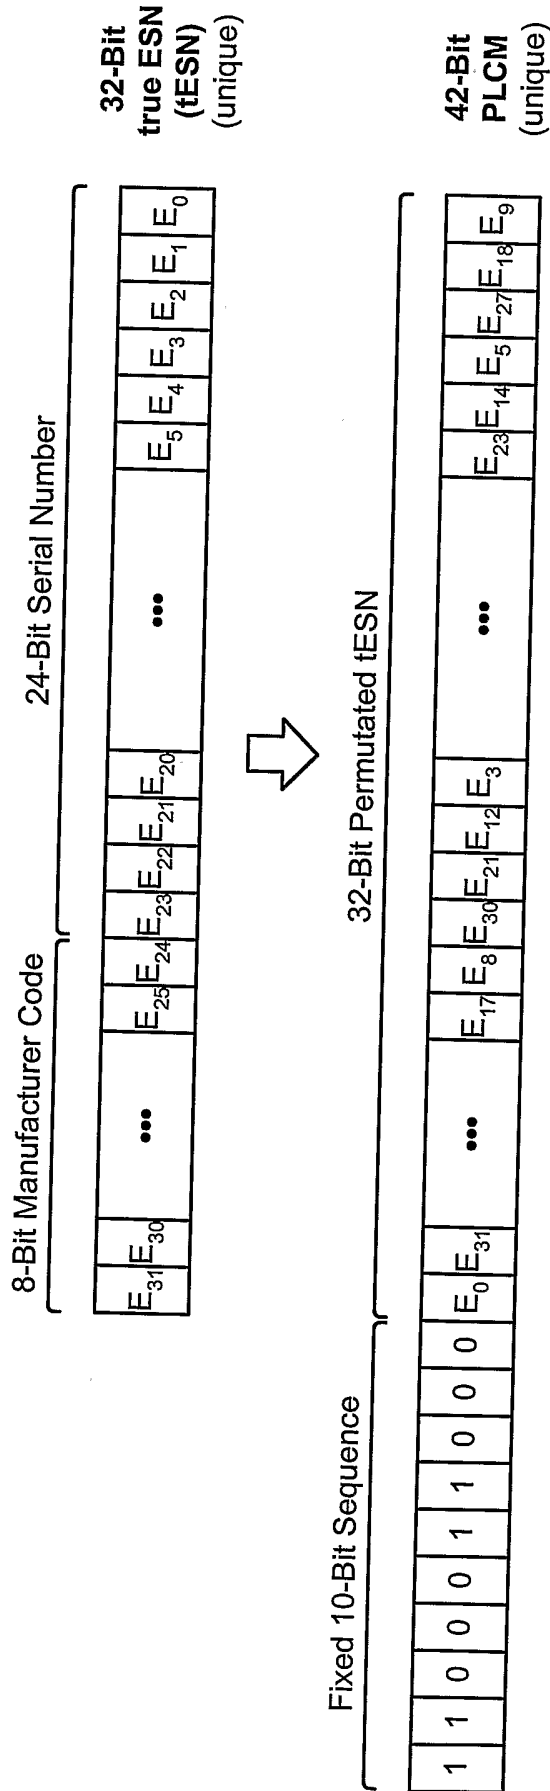 8-Bit Manufacturer Code
24-Bit Serial Number
E31 E30 ••• E25 E24 E23 E22 E21 E20 ••• E5 E4 E3 E2 E1 E0
32-Bit
true ESN
(tESN)
(unique)
Fixed 10-Bit Sequence
32-Bit Permutated tESN
1 1 0 0 0 1 1 0 0 0 E0 E31 ••• E17 E8 E30 E21 E12 E3 ••• E23 E14 E5 E27 E18 E9
42-Bit
PLCM
(unique)